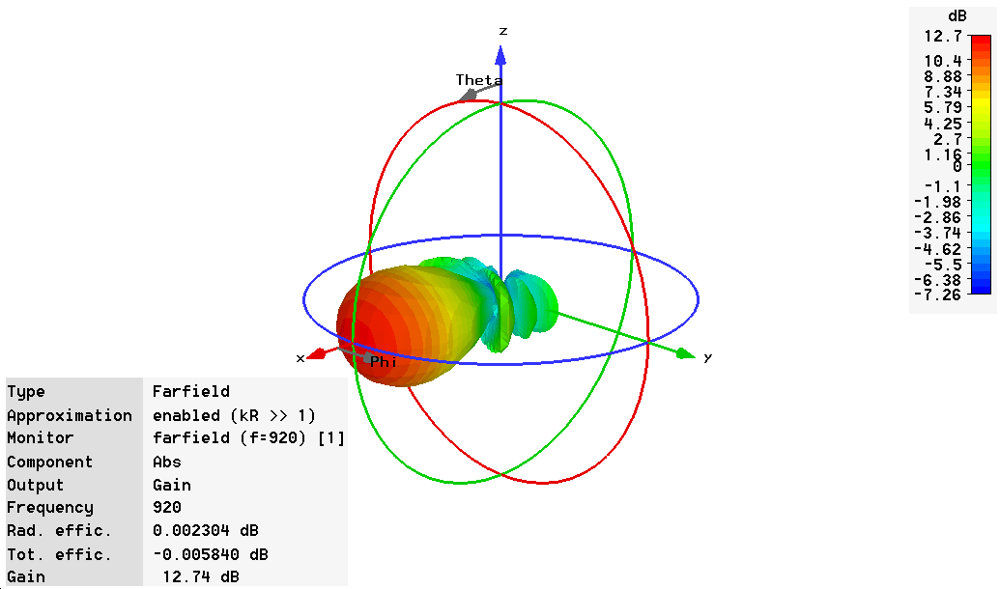 z
Theta
x
Phi
y
dB
12.7
10.4
8.88
7.34
5.79
4.25
2.7
1.16
0
-1.1
-1.98
-2.86
-3.74
-4.62
-5.5
-6.38
-7.26
Type Farfield
Approximation enabled (kR >> 1)
Monitor farfield (f=920) [1]
Component Abs
Output Gain
Frequency 920
Rad. effic. 0.002304 dB
Tot. effic. -0.005840 dB
Gain 12.74 dB